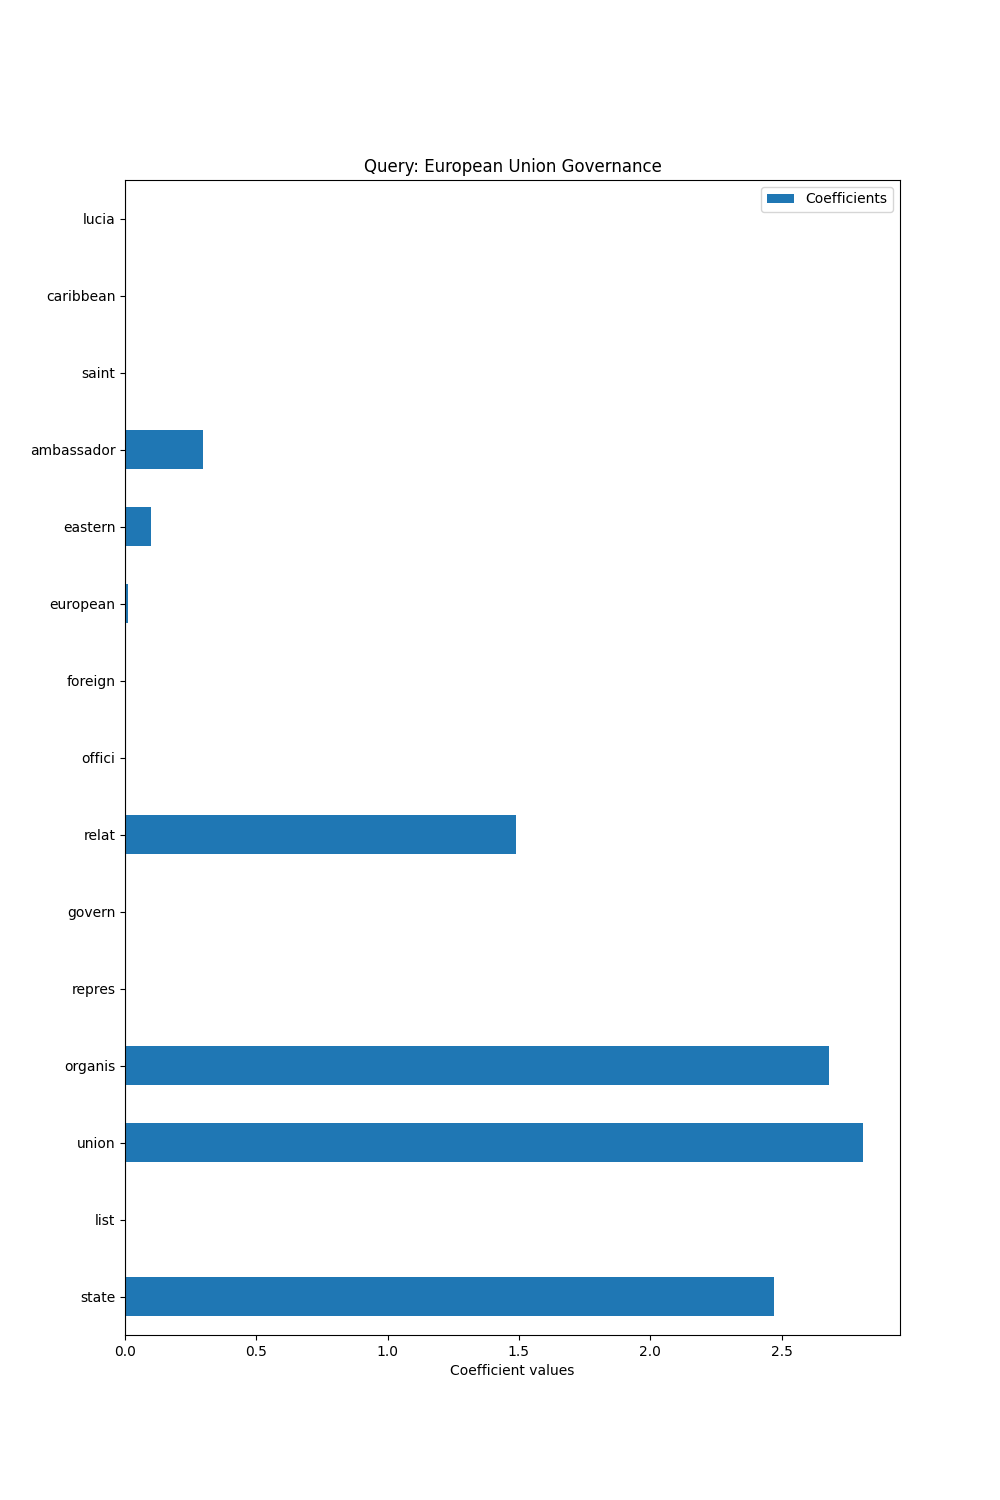 Query: European Union Governance
Coefficients
lucia
caribbean
saint
ambassador
eastern
european
foreign
offici
relat
govern
repres
organis
union
list
state
0.0 0.5 1.0 1.5 2.0 2.5
Coefficient values